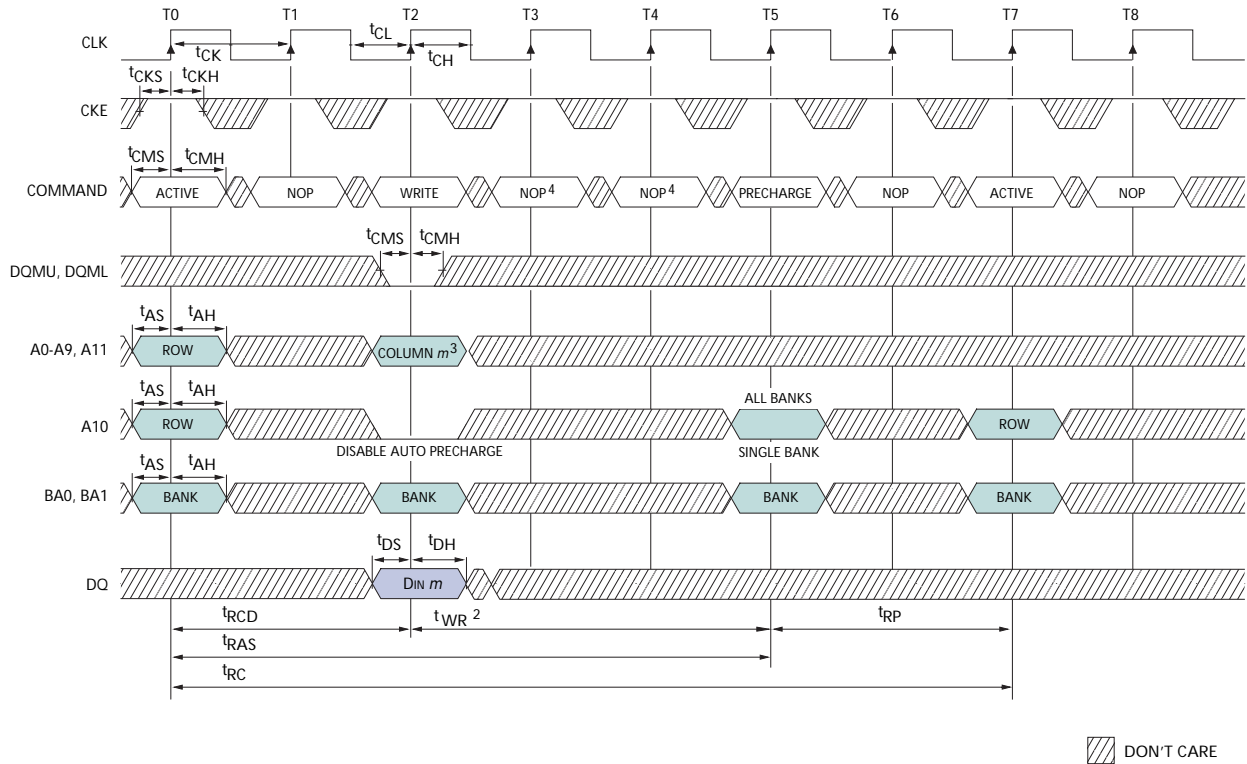 T0 T1 T2 T3 T4 T5 T6 T7 T8
CLK
tCK tCL tCH
tCKS tCKH
CKE
tCMS tCMH
COMMAND ACTIVE NOP WRITE NOP4 NOP4 PRECHARGE NOP ACTIVE NOP
tCMS tCMH
DQMU, DQML
tAS tAH
A0-A9, A11 ROW COLUMN m3
tAS tAH ALL BANKS
A10 ROW ROW
DISABLE AUTO PRECHARGE SINGLE BANK
tAS tAH
BA0, BA1 BANK BANK BANK BANK
tDS tDH
DQ DIN m
tRCD tWR 2 tRP
tRAS
tRC
DON'T CARE